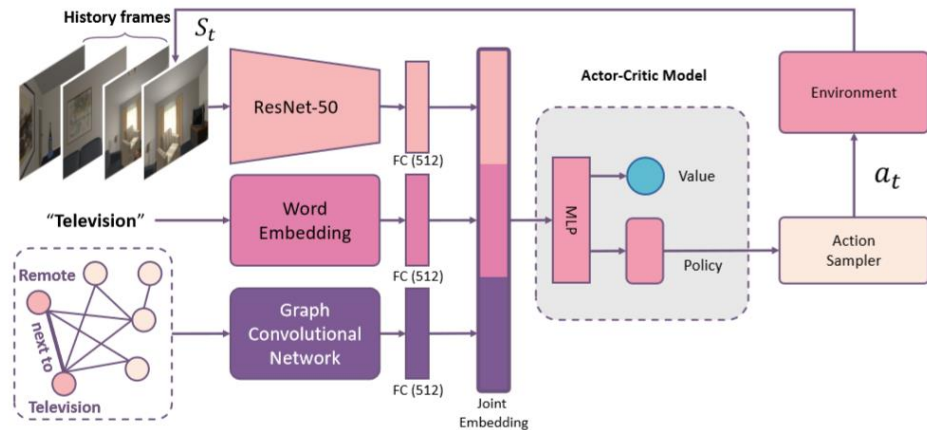 History frames
S_t
ResNet-50
FC (512)
Actor-Critic Model
Environment
"Television"
Word
Embedding
FC (512)
MLP
Value
Policy
a_t
Action
Sampler
Remote
next to
Television
Graph
Convolutional
Network
FC (512)
Joint
Embedding